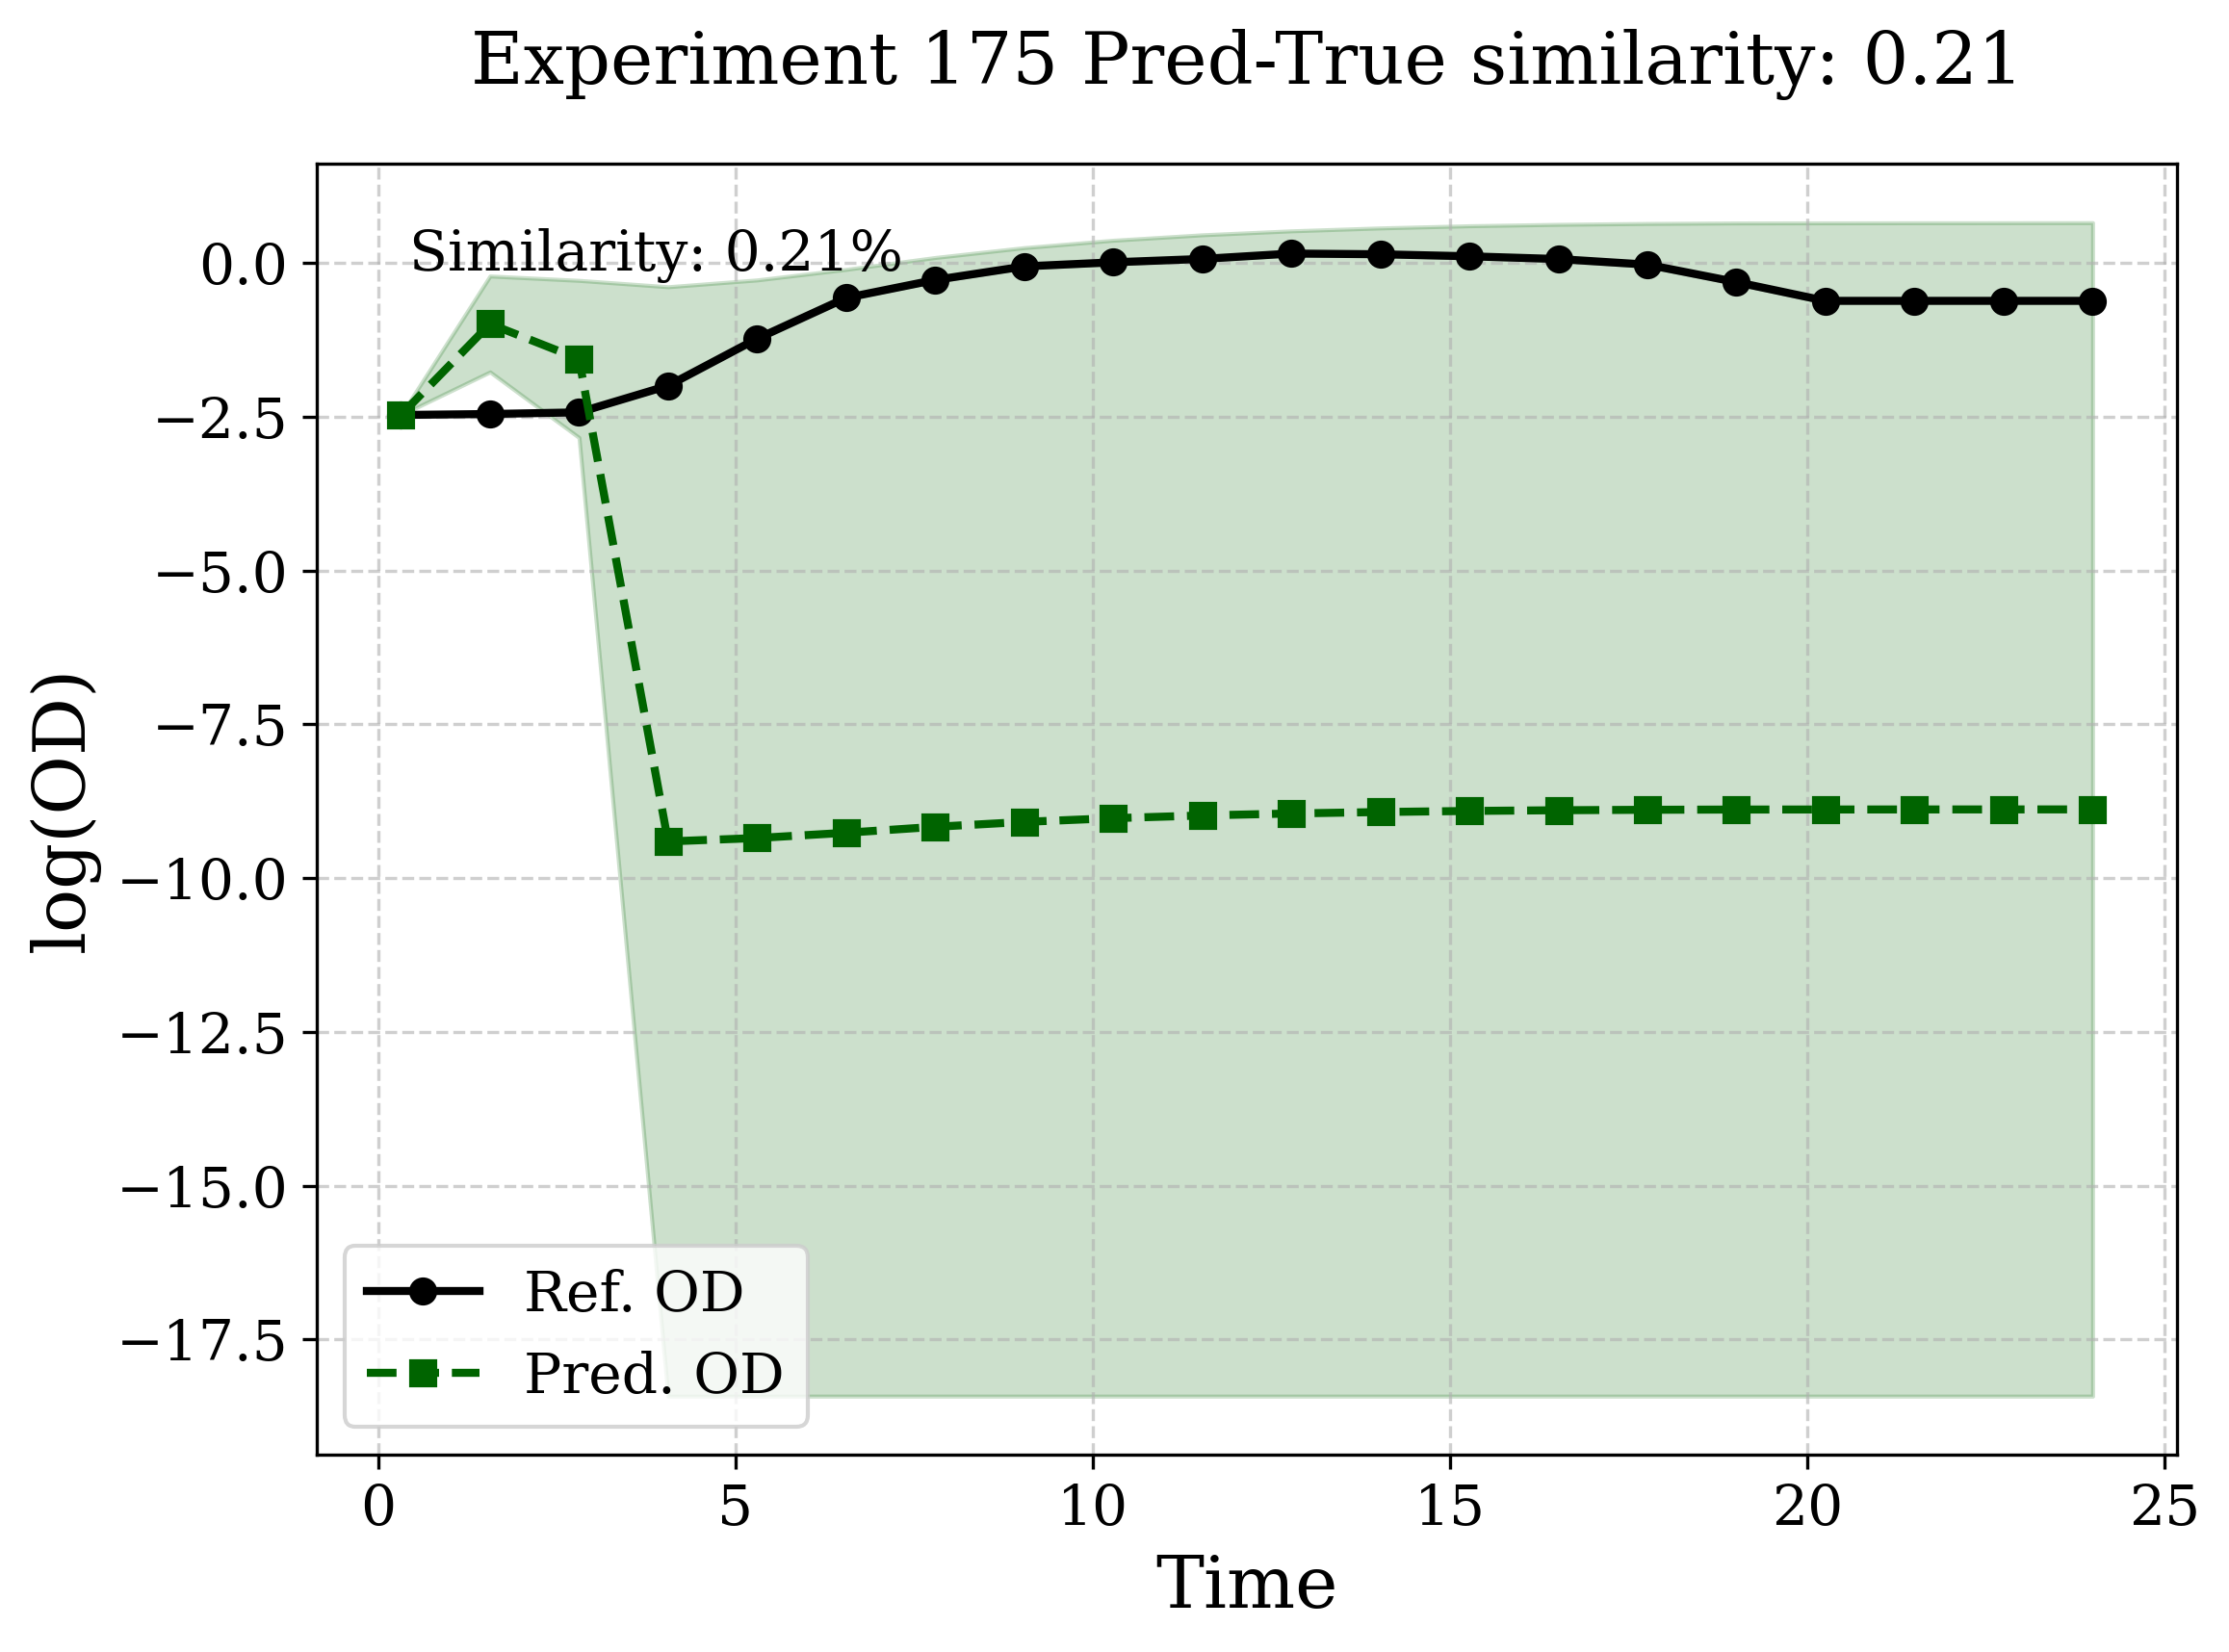 Experiment 175 Pred-True similarity: 0.21
Similarity: 0.21%
0.0
−2.5
−5.0
−7.5
−10.0
−12.5
−15.0
−17.5
log(OD)
Ref. OD
Pred. OD
0 5 10 15 20 25
Time